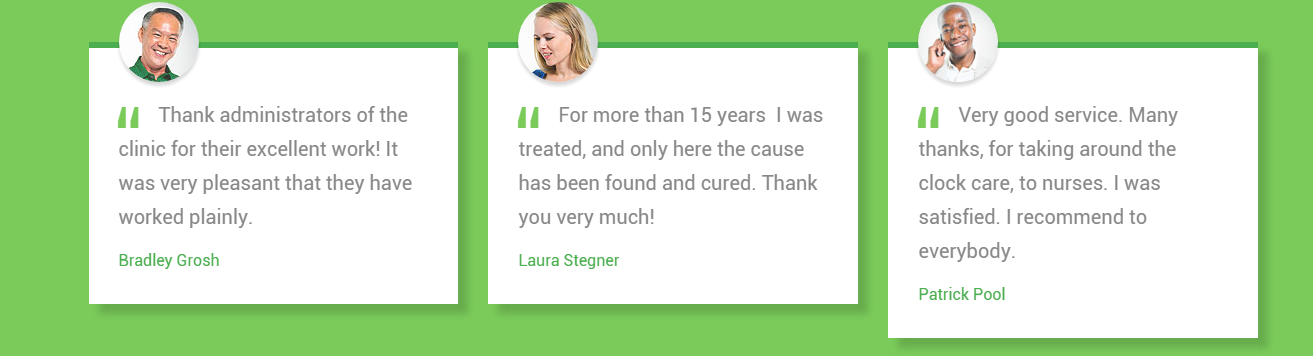 Thank administrators of the
clinic for their excellent work! It
was very pleasant that they have
worked plainly.
Bradley Grosh
For more than 15 years  I was
treated, and only here the cause
has been found and cured. Thank
you very much!
Laura Stegner
Very good service. Many
thanks, for taking around the
clock care, to nurses. I was
satisfied. I recommend to
everybody.
Patrick Pool